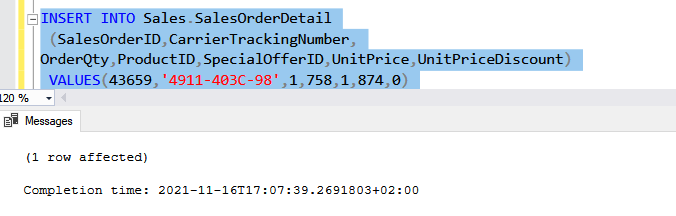 INSERT INTO Sales.SalesOrderDetail
(SalesOrderID,CarrierTrackingNumber,
OrderQty,ProductID,SpecialOfferID,UnitPrice,UnitPriceDiscount)
VALUES(43659,'4911-403C-98',1,758,1,874,0)
120 %
Messages
(1 row affected)
Completion time: 2021-11-16T17:07:39.2691803+02:00